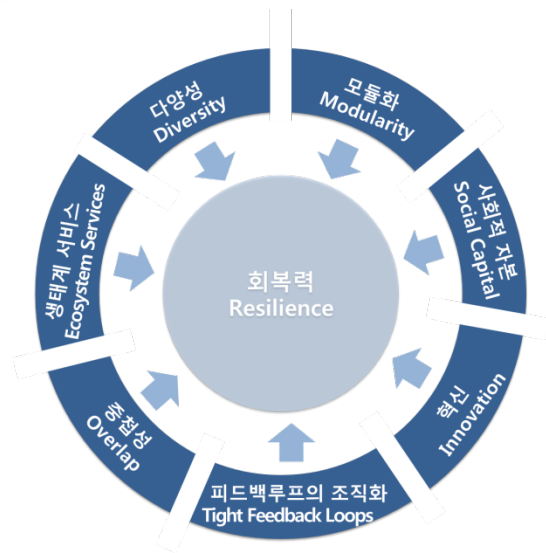 다양성
Diversity
모듈화
Modularity
사회적 자본
Social Capital
혁신
Innovation
피드백루프의 조직화
Tight Feedback Loops
중첩성
Overlap
생태계 서비스
Ecosystem Services
회복력
Resilience